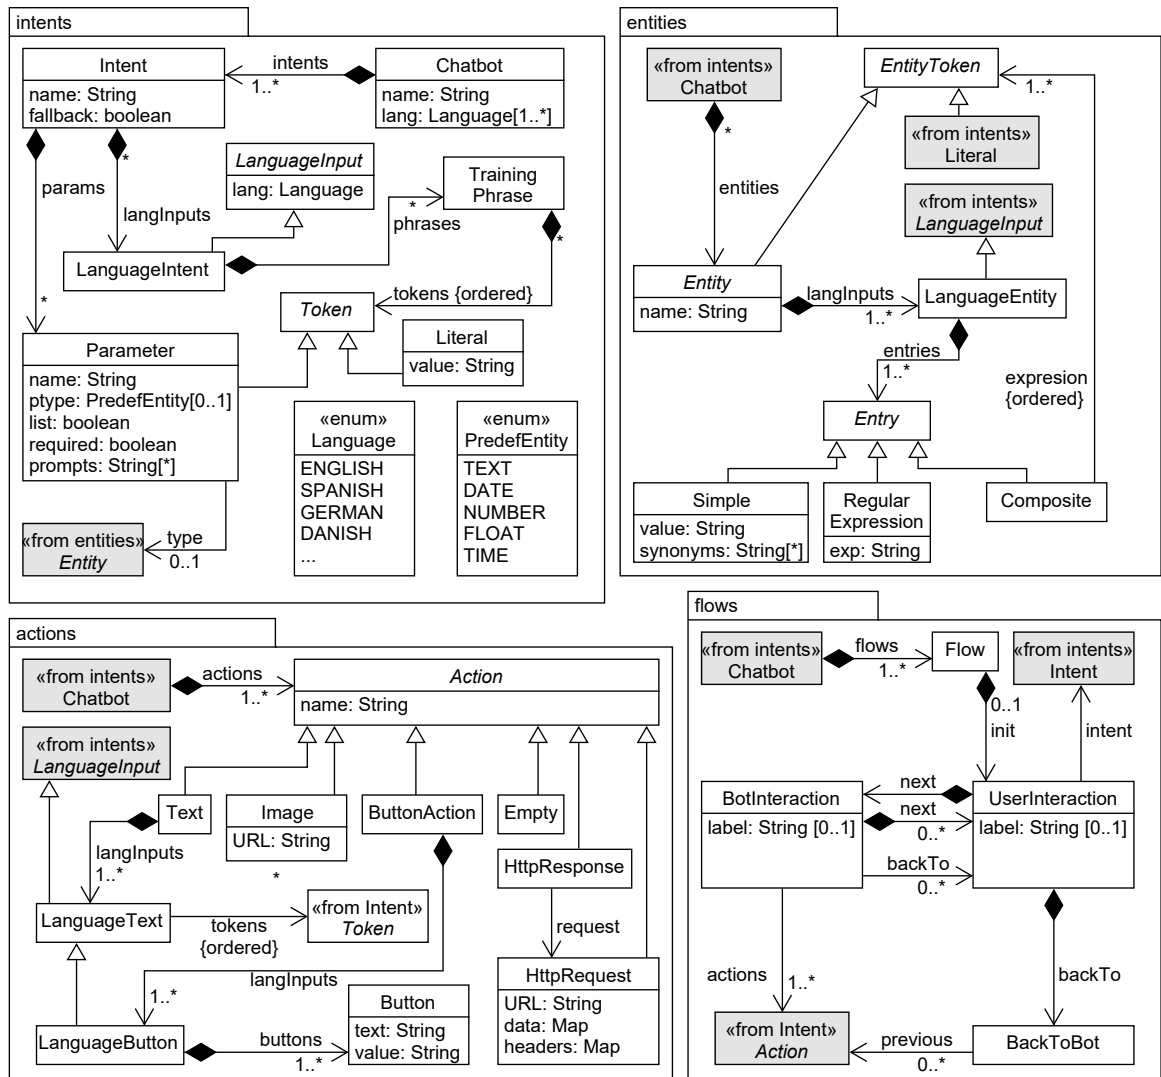 intents
Intent
name: String
fallback: boolean
intents
1..*
Chatbot
name: String
lang: Language[1..*]
*
params
langInputs
LanguageInput
lang: Language
Training
Phrase
*
phrases
*
LanguageIntent
tokens {ordered}
Token
Literal
value: String
*
Parameter
name: String
ptype: PredefEntity[0..1]
list: boolean
required: boolean
prompts: String[*]
«enum»
Language
ENGLISH
SPANISH
GERMAN
DANISH
...
«enum»
PredefEntity
TEXT
DATE
NUMBER
FLOAT
TIME
«from entities»
Entity
type
0..1
entities
«from intents»
Chatbot
*
entities
EntityToken
1..*
«from intents»
Literal
«from intents»
LanguageInput
Entity
name: String
langInputs
1..*
LanguageEntity
entries
1..*
expresion
{ordered}
Entry
Simple
value: String
synonyms: String[*]
Regular
Expression
exp: String
Composite
actions
«from intents»
Chatbot
actions
1..*
Action
name: String
«from intents»
LanguageInput
Text
Image
URL: String
ButtonAction
Empty
langInputs
1..*
*
HttpResponse
LanguageText
tokens
{ordered}
«from Intent»
Token
request
langInputs
1..*
HttpRequest
URL: String
data: Map
headers: Map
LanguageButton
buttons
1..*
Button
text: String
value: String
flows
«from intents»
Chatbot
flows
1..*
Flow
0..1
init
«from intents»
Intent
intent
BotInteraction
label: String [0..1]
next
next
0..*
UserInteraction
label: String [0..1]
backTo
0..*
actions
1..*
backTo
«from Intent»
Action
previous
0..*
BackToBot